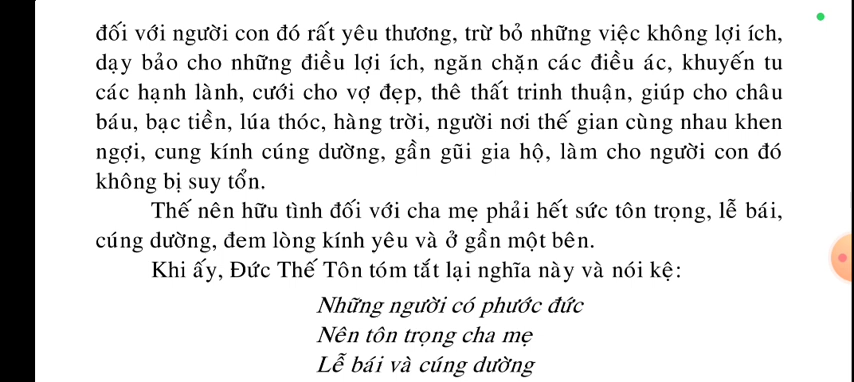 đối với người con đó rất yêu thương, trừ bỏ những việc không lợi ích,
dạy bảo cho những điều lợi ích, ngăn chặn các điều ác, khuyến tu
các hạnh lành, cưới cho vợ đẹp, thê thất trinh thuận, giúp cho châu
báu, bạc tiền, lúa thóc, hàng trời, người nơi thế gian cùng nhau khen
ngợi, cung kính cúng dường, gần gũi gia hộ, làm cho người con đó
không bị suy tổn.
Thế nên hữu tình đối với cha mẹ phải hết sức tôn trọng, lễ bái,
cúng dường, đem lòng kính yêu và ở gần một bên.
Khi ấy, Đức Thế Tôn tóm tắt lại nghĩa này và nói kệ:
Những người có phước đức
Nên tôn trọng cha mẹ
Lễ bái và cúng dường